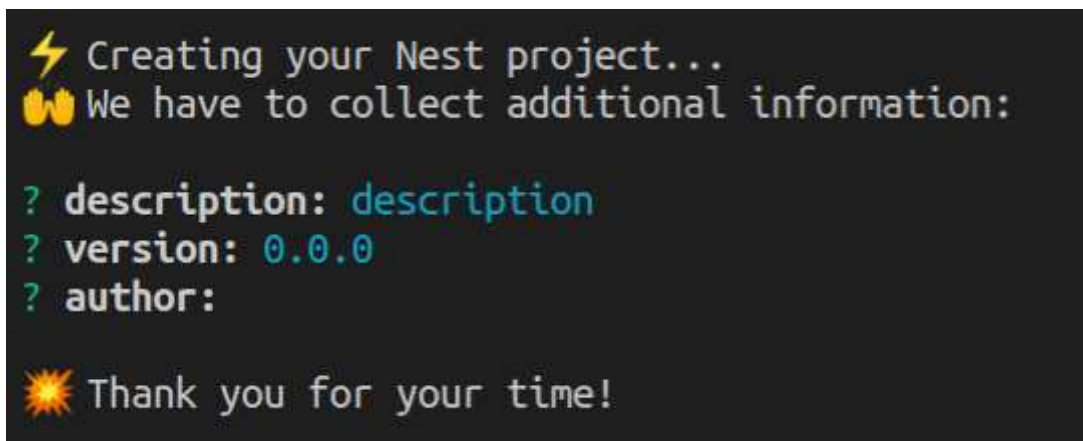 ⚡ Creating your Nest project...
🙌 We have to collect additional information:
? description: description
? version: 0.0.0
? author:
💥 Thank you for your time!